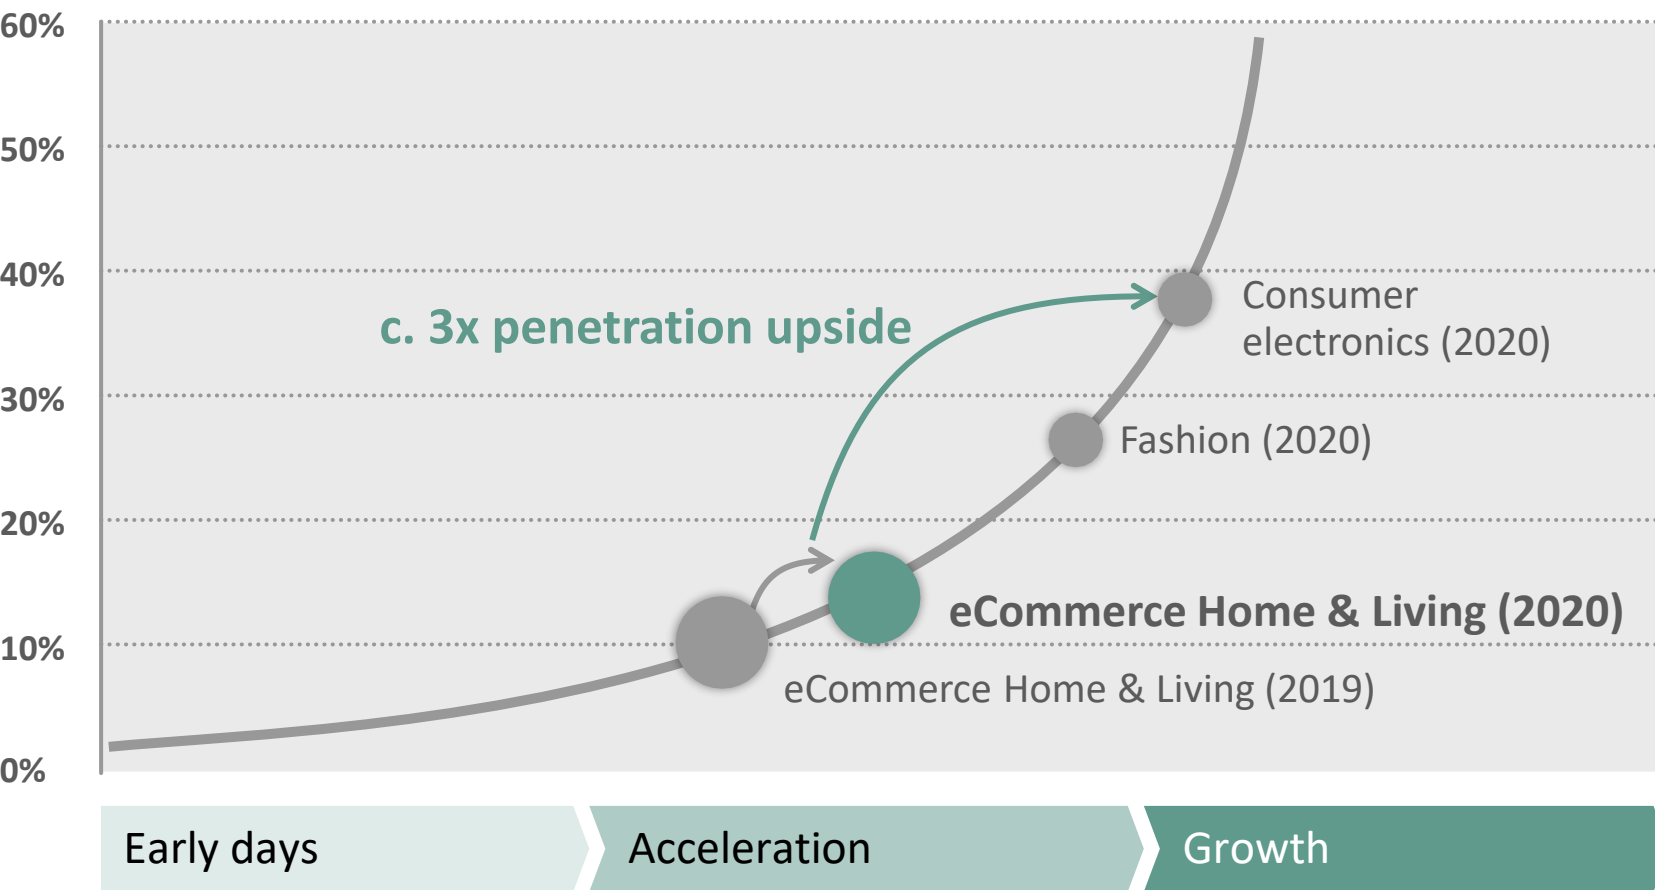 60%
50%
40%
30%
20%
10%
0%
c. 3x penetration upside
Consumer
electronics (2020)
Fashion (2020)
eCommerce Home & Living (2020)
eCommerce Home & Living (2019)
Early days
Acceleration
Growth